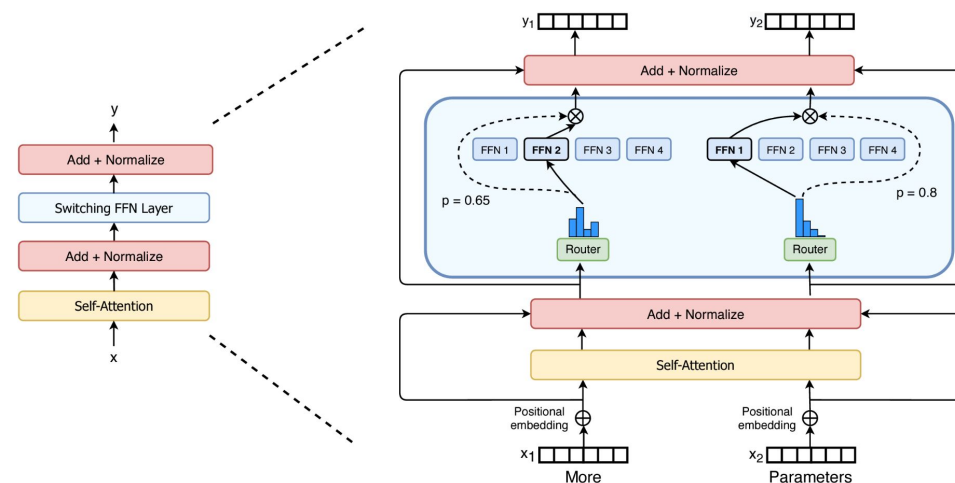 y
Add + Normalize
Switching FFN Layer
Add + Normalize
Self-Attention
x
y1
y2
Add + Normalize
FFN 1
FFN 2
FFN 3
FFN 4
FFN 1
FFN 2
FFN 3
FFN 4
p = 0.65
p = 0.8
Router
Router
Add + Normalize
Self-Attention
Positional
embedding
Positional
embedding
x1
x2
More
Parameters